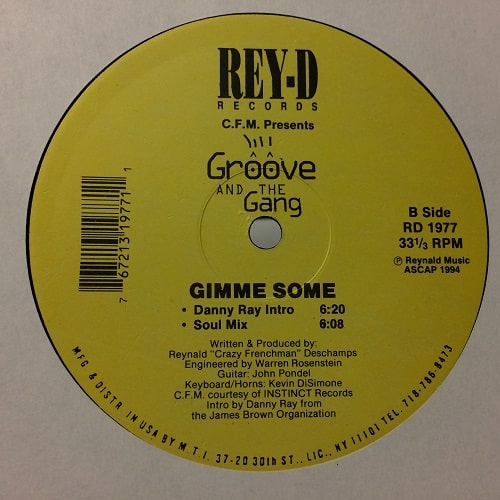 REY-D
RECORDS
C.F.M. Presents
Grôôve
AND THE
Gang
B Side
RD 1977
33 1/3 RPM
℗ Reynald Music
ASCAP 1994
7 67213 19771 1
GIMME SOME
• Danny Ray Intro 6:20
• Soul Mix 6:08
Written & Produced by:
Reynald "Crazy Frenchman" Deschamps
Engineered by Warren Rosenstein
Guitar: John Pondel
Keyboard/Horns: Kevin DiSimone
C.F.M. courtesy of INSTINCT Records
Intro by Danny Ray from
the James Brown Organization
MFG & DISTR. IN USA BY M.T.I. 37-20 30th ST., LIC., NY 11101 TEL. 718-786-8473